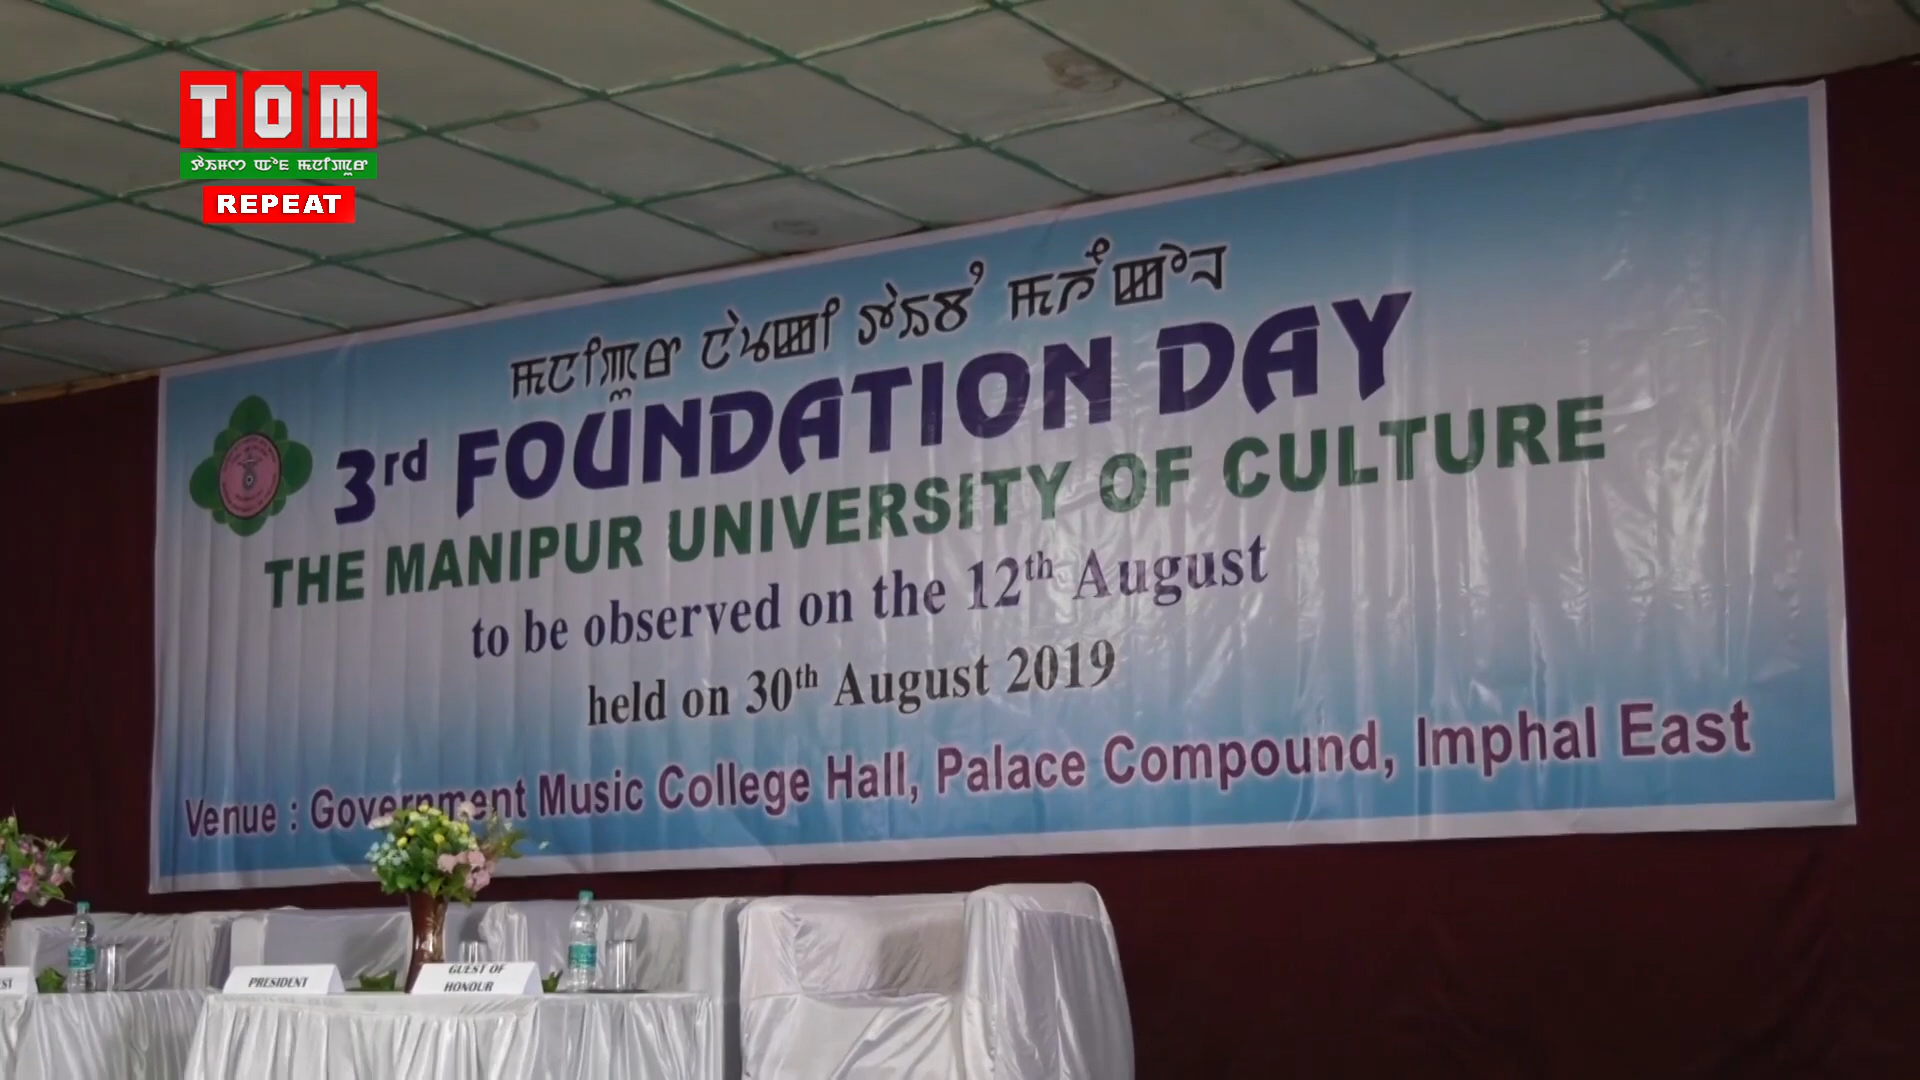 TOM
REPEAT
3rd FOUNDATION DAY
THE MANIPUR UNIVERSITY OF CULTURE
to be observed on the 12th August
held on 30th August 2019
Venue : Government Music College Hall, Palace Compound, Imphal East
PRESIDENT
GUEST OF
HONOUR